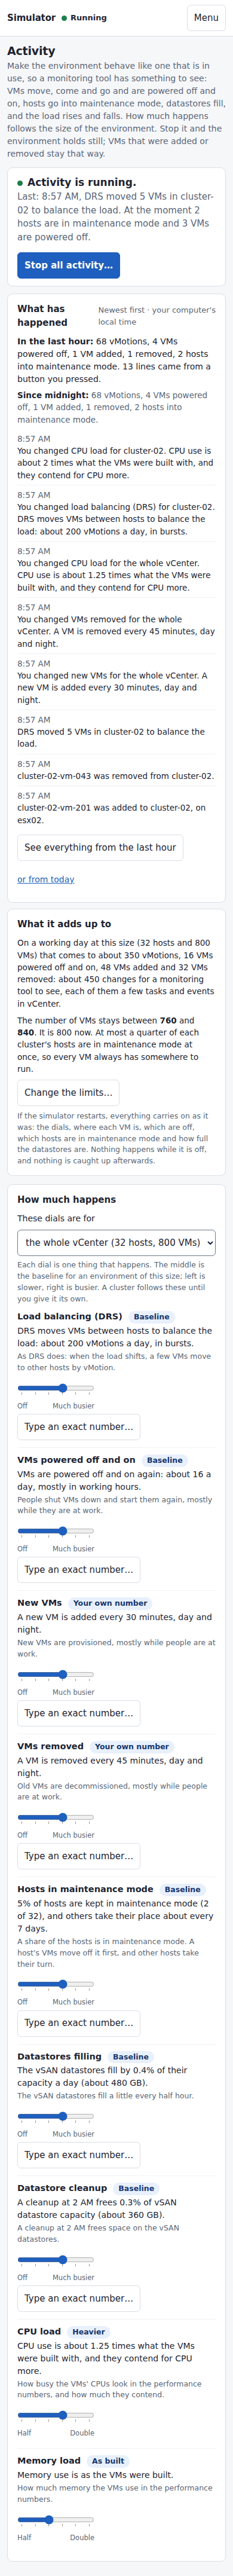 Simulator ● Running
Menu
Activity
Make the environment behave like one that is in
use, so a monitoring tool has something to see:
VMs move, come and go and are powered off and
on, hosts go into maintenance mode, datastores fill,
and the load rises and falls. How much happens
follows the size of the environment. Stop it and the
environment holds still; VMs that were added or
removed stay that way.
● Activity is running.
Last: 8:57 AM, DRS moved 5 VMs in cluster-
02 to balance the load. At the moment 2
hosts are in maintenance mode and 3 VMs
are powered off.
Stop all activity…
What has
happened
Newest first · your computer's
local time
In the last hour: 68 vMotions, 4 VMs
powered off, 1 VM added, 1 removed, 2 hosts
into maintenance mode. 13 lines came from a
button you pressed.
Since midnight: 68 vMotions, 4 VMs powered
off, 1 VM added, 1 removed, 2 hosts into
maintenance mode.
8:57 AM
You changed CPU load for cluster-02. CPU use is
about 2 times what the VMs were built with, and
they contend for CPU more.
8:57 AM
You changed load balancing (DRS) for cluster-02.
DRS moves VMs between hosts to balance the
load: about 200 vMotions a day, in bursts.
8:57 AM
You changed CPU load for the whole vCenter.
CPU use is about 1.25 times what the VMs were
built with, and they contend for CPU more.
8:57 AM
You changed VMs removed for the whole
vCenter. A VM is removed every 45 minutes, day
and night.
8:57 AM
You changed new VMs for the whole vCenter. A
new VM is added every 30 minutes, day and
night.
8:57 AM
DRS moved 5 VMs in cluster-02 to balance the
load.
8:57 AM
cluster-02-vm-043 was removed from cluster-02.
8:57 AM
cluster-02-vm-201 was added to cluster-02, on
esx02.
See everything from the last hour
or from today
What it adds up to
On a working day at this size (32 hosts and 800
VMs) that comes to about 350 vMotions, 16 VMs
powered off and on, 48 VMs added and 32 VMs
removed: about 450 changes for a monitoring
tool to see, each of them a few tasks and events
in vCenter.
The number of VMs stays between 760 and
840. It is 800 now. At most a quarter of each
cluster's hosts are in maintenance mode at
once, so every VM always has somewhere to
run.
Change the limits…
If the simulator restarts, everything carries on as it
was: the dials, where each VM is, which are off,
which hosts are in maintenance mode and how full
the datastores are. Nothing happens while it is off,
and nothing is caught up afterwards.
How much happens
These dials are for
the whole vCenter (32 hosts, 800 VMs)
Each dial is one thing that happens. The middle is
the baseline for an environment of this size; left is
slower, right is busier. A cluster follows these until
you give it its own.
Load balancing (DRS) Baseline
DRS moves VMs between hosts to balance the
load: about 200 vMotions a day, in bursts.
As DRS does: when the load shifts, a few VMs move
to other hosts by vMotion.
Off Much busier
Type an exact number…
VMs powered off and on Baseline
VMs are powered off and on again: about 16 a
day, mostly in working hours.
People shut VMs down and start them again, mostly
while they are at work.
Off Much busier
Type an exact number…
New VMs Your own number
A new VM is added every 30 minutes, day and
night.
New VMs are provisioned, mostly while people are at
work.
Off Much busier
Type an exact number…
VMs removed Your own number
A VM is removed every 45 minutes, day and
night.
Old VMs are decommissioned, mostly while people
are at work.
Off Much busier
Type an exact number…
Hosts in maintenance mode Baseline
5% of hosts are kept in maintenance mode (2
of 32), and others take their place about every
7 days.
A share of the hosts is in maintenance mode. A
host's VMs move off it first, and other hosts take
their turn.
Off Much busier
Type an exact number…
Datastores filling Baseline
The vSAN datastores fill by 0.4% of their
capacity a day (about 480 GB).
The vSAN datastores fill a little every half hour.
Off Much busier
Type an exact number…
Datastore cleanup Baseline
A cleanup at 2 AM frees 0.3% of vSAN
datastore capacity (about 360 GB).
A cleanup at 2 AM frees space on the vSAN
datastores.
Off Much busier
Type an exact number…
CPU load Heavier
CPU use is about 1.25 times what the VMs
were built with, and they contend for CPU
more.
How busy the VMs' CPUs look in the performance
numbers, and how much they contend.
Half Double
Memory load As built
Memory use is as the VMs were built.
How much memory the VMs use in the performance
numbers.
Half Double